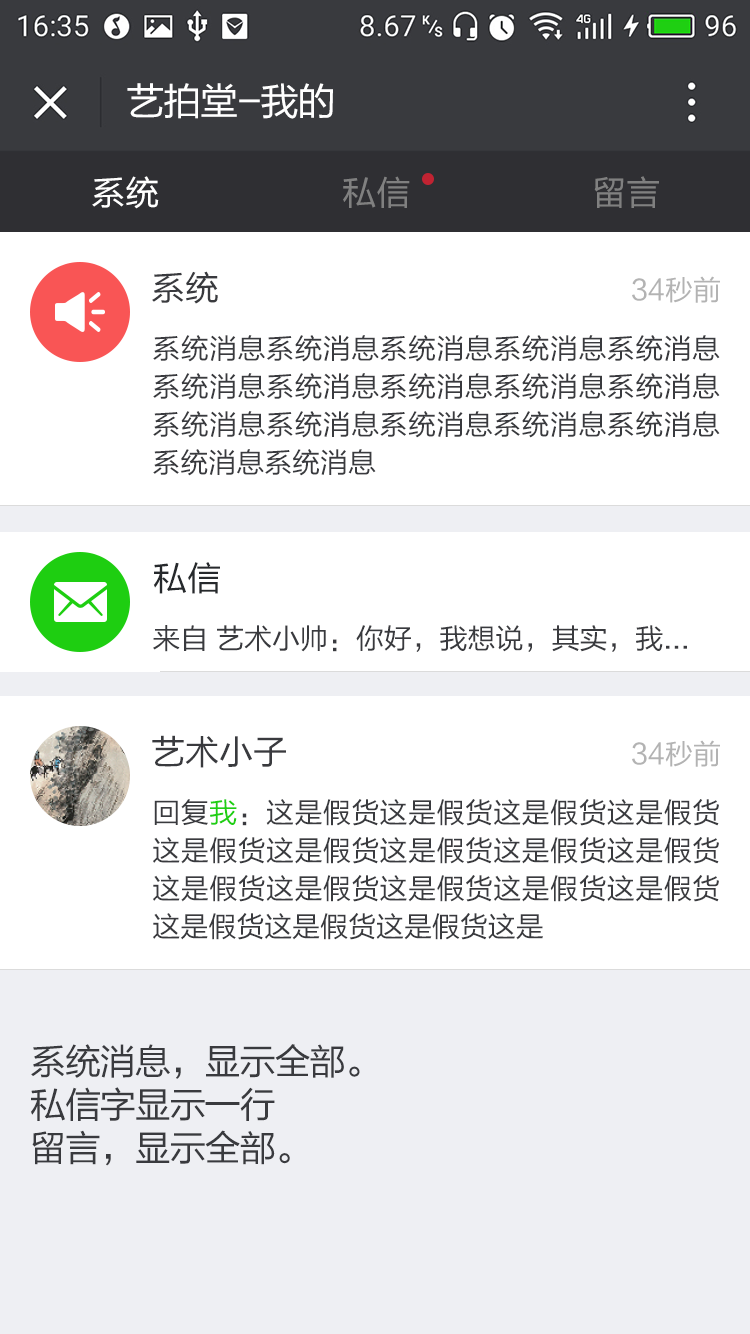 16:35 8.67 K/s 4G 96
艺拍堂-我的
系统 私信 留言
系统 34秒前
系统消息系统消息系统消息系统消息系统消息
系统消息系统消息系统消息系统消息系统消息
系统消息系统消息系统消息系统消息系统消息
系统消息系统消息
私信
来自 艺术小帅：你好，我想说，其实，我...
艺术小子 34秒前
回复我：这是假货这是假货这是假货这是假货
这是假货这是假货这是假货这是假货这是假货
这是假货这是假货这是假货这是假货这是假货
这是假货这是假货这是假货这是
系统消息，显示全部。
私信字显示一行
留言，显示全部。